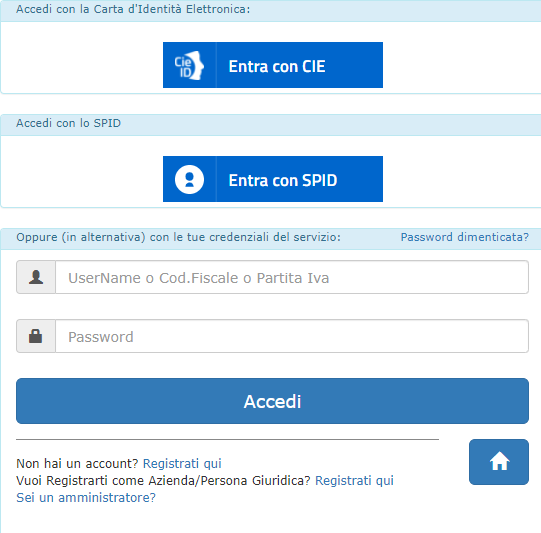 Accedi con la Carta d'Identità Elettronica:
Cie
ID
Entra con CIE
Accedi con lo SPID
Entra con SPID
Oppure (in alternativa) con le tue credenziali del servizio: Password dimenticata?
UserName o Cod.Fiscale o Partita Iva
Password
Accedi
Non hai un account? Registrati qui
Vuoi Registrarti come Azienda/Persona Giuridica? Registrati qui
Sei un amministratore?